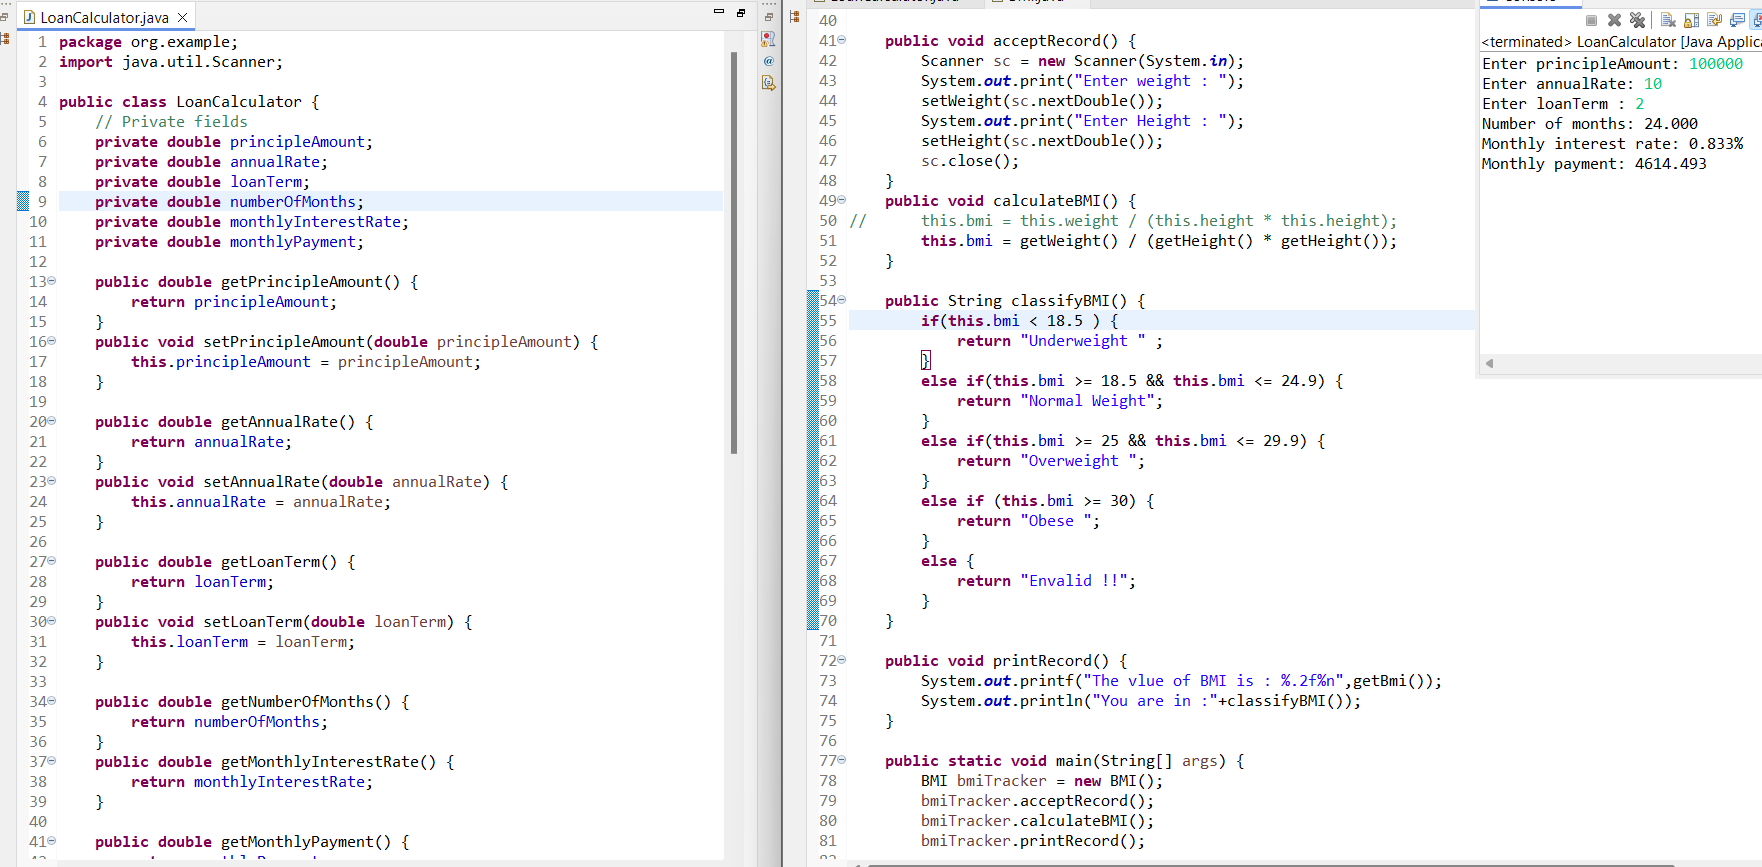 LoanCalculator.java
1 package org.example;
2 import java.util.Scanner;
3
4 public class LoanCalculator {
5 // Private fields
6 private double principleAmount;
7 private double annualRate;
8 private double loanTerm;
9 private double numberOfMonths;
10 private double monthlyInterestRate;
11 private double monthlyPayment;
12
13 public double getPrincipleAmount() {
14 return principleAmount;
15 }
16 public void setPrincipleAmount(double principleAmount) {
17 this.principleAmount = principleAmount;
18 }
19
20 public double getAnnualRate() {
21 return annualRate;
22 }
23 public void setAnnualRate(double annualRate) {
24 this.annualRate = annualRate;
25 }
26
27 public double getLoanTerm() {
28 return loanTerm;
29 }
30 public void setLoanTerm(double loanTerm) {
31 this.loanTerm = loanTerm;
32 }
33
34 public double getNumberOfMonths() {
35 return numberOfMonths;
36 }
37 public double getMonthlyInterestRate() {
38 return monthlyInterestRate;
39 }
40
41 public double getMonthlyPayment() {
40
41 public void acceptRecord() {
42 Scanner sc = new Scanner(System.in);
43 System.out.print("Enter weight : ");
44 setWeight(sc.nextDouble());
45 System.out.print("Enter Height : ");
46 setHeight(sc.nextDouble());
47 sc.close();
48 }
49 public void calculateBMI() {
50 // this.bmi = this.weight / (this.height * this.height);
51 this.bmi = getWeight() / (getHeight() * getHeight());
52 }
53
54 public String classifyBMI() {
55 if(this.bmi < 18.5 ) {
56 return "Underweight " ;
57 }
58 else if(this.bmi >= 18.5 && this.bmi <= 24.9) {
59 return "Normal Weight";
60 }
61 else if(this.bmi >= 25 && this.bmi <= 29.9) {
62 return "Overweight ";
63 }
64 else if (this.bmi >= 30) {
65 return "Obese ";
66 }
67 else {
68 return "Envalid !!";
69 }
70 }
71
72 public void printRecord() {
73 System.out.printf("The vlue of BMI is : %.2f%n",getBmi());
74 System.out.println("You are in :"+classifyBMI());
75 }
76
77 public static void main(String[] args) {
78 BMI bmiTracker = new BMI();
79 bmiTracker.acceptRecord();
80 bmiTracker.calculateBMI();
81 bmiTracker.printRecord();
<terminated> LoanCalculator [Java Applic
Enter principleAmount: 100000
Enter annualRate: 10
Enter loanTerm : 2
Number of months: 24.000
Monthly interest rate: 0.833%
Monthly payment: 4614.493